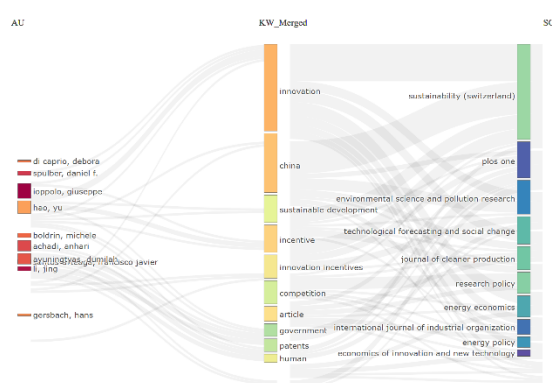 AU
KW_Merged
SO
di caprio, debora
spulber, daniel f.
ioppolo, giuseppe
hao, yu
boldrin, michele
achadi, anhari
li, jing
gersbach, hans
innovation
china
sustainable development
incentive
innovation incentives
competition
article
government
patents
human
sustainability (switzerland)
plos one
environmental science and pollution research
technological forecasting and social change
journal of cleaner production
research policy
energy economics
international journal of industrial organization
energy policy
economics of innovation and new technology